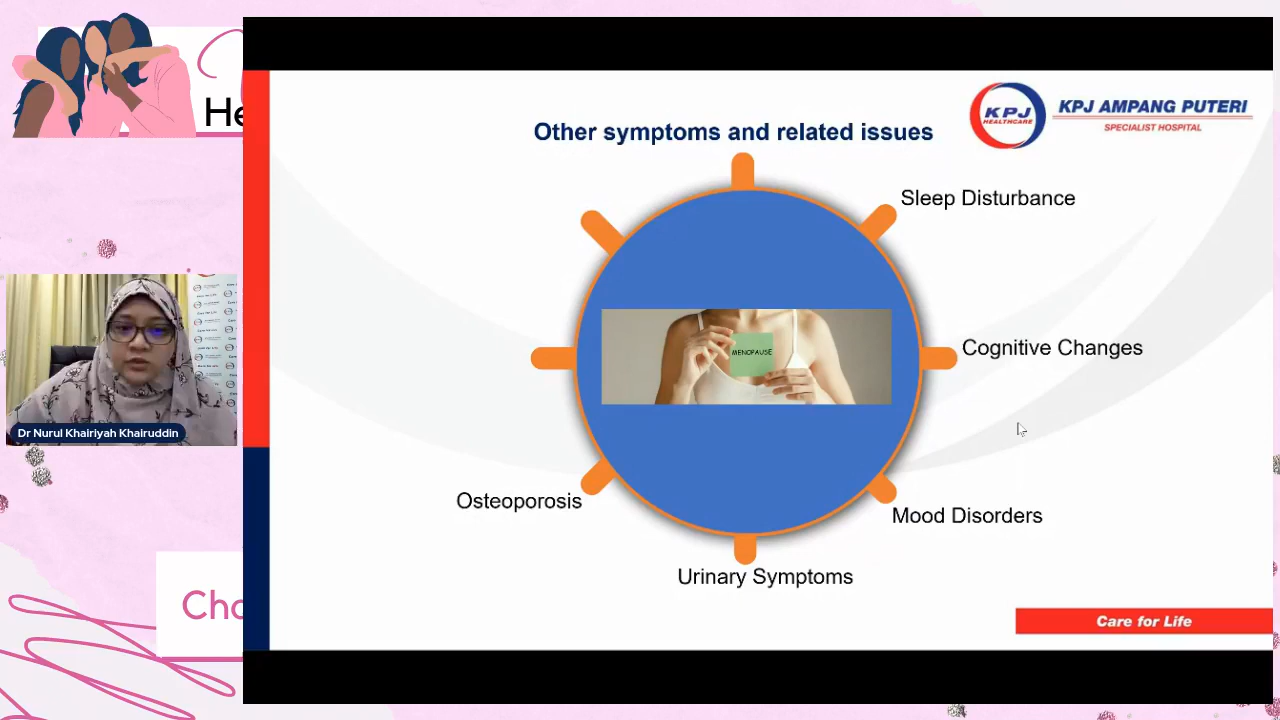 He
Other symptoms and related issues
KPJ
HEALTHCARE
KPJ AMPANG PUTERI
SPECIALIST HOSPITAL
Sleep Disturbance
MENOPAUSE
Cognitive Changes
Dr Nurul Khairiyah Khairuddin
Osteoporosis
Mood Disorders
Urinary Symptoms
Cho
Care for Life